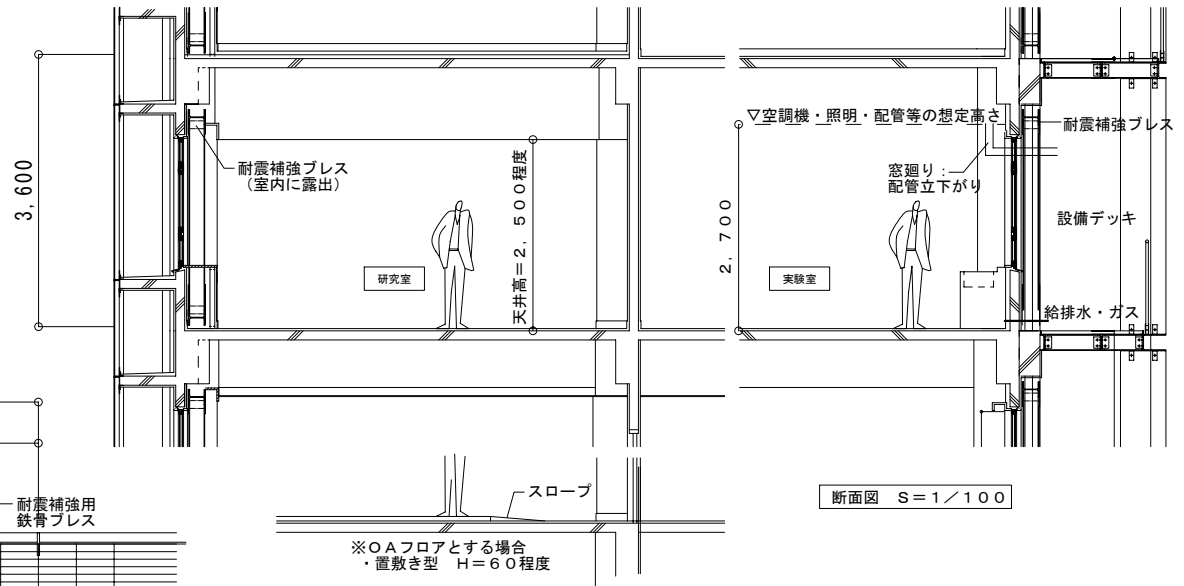 3,600
耐震補強ブレス
（室内に露出）
研究室
天井高＝２，５００程度
▽空調機・照明・配管等の想定高さ
２，７００
窓廻り：
配管立下がり
実験室
耐震補強ブレス
設備デッキ
給排水・ガス
耐震補強用
鉄骨ブレス
スロープ
※ＯＡフロアとする場合
・置敷き型　Ｈ＝６０程度
断面図　Ｓ＝１／１００